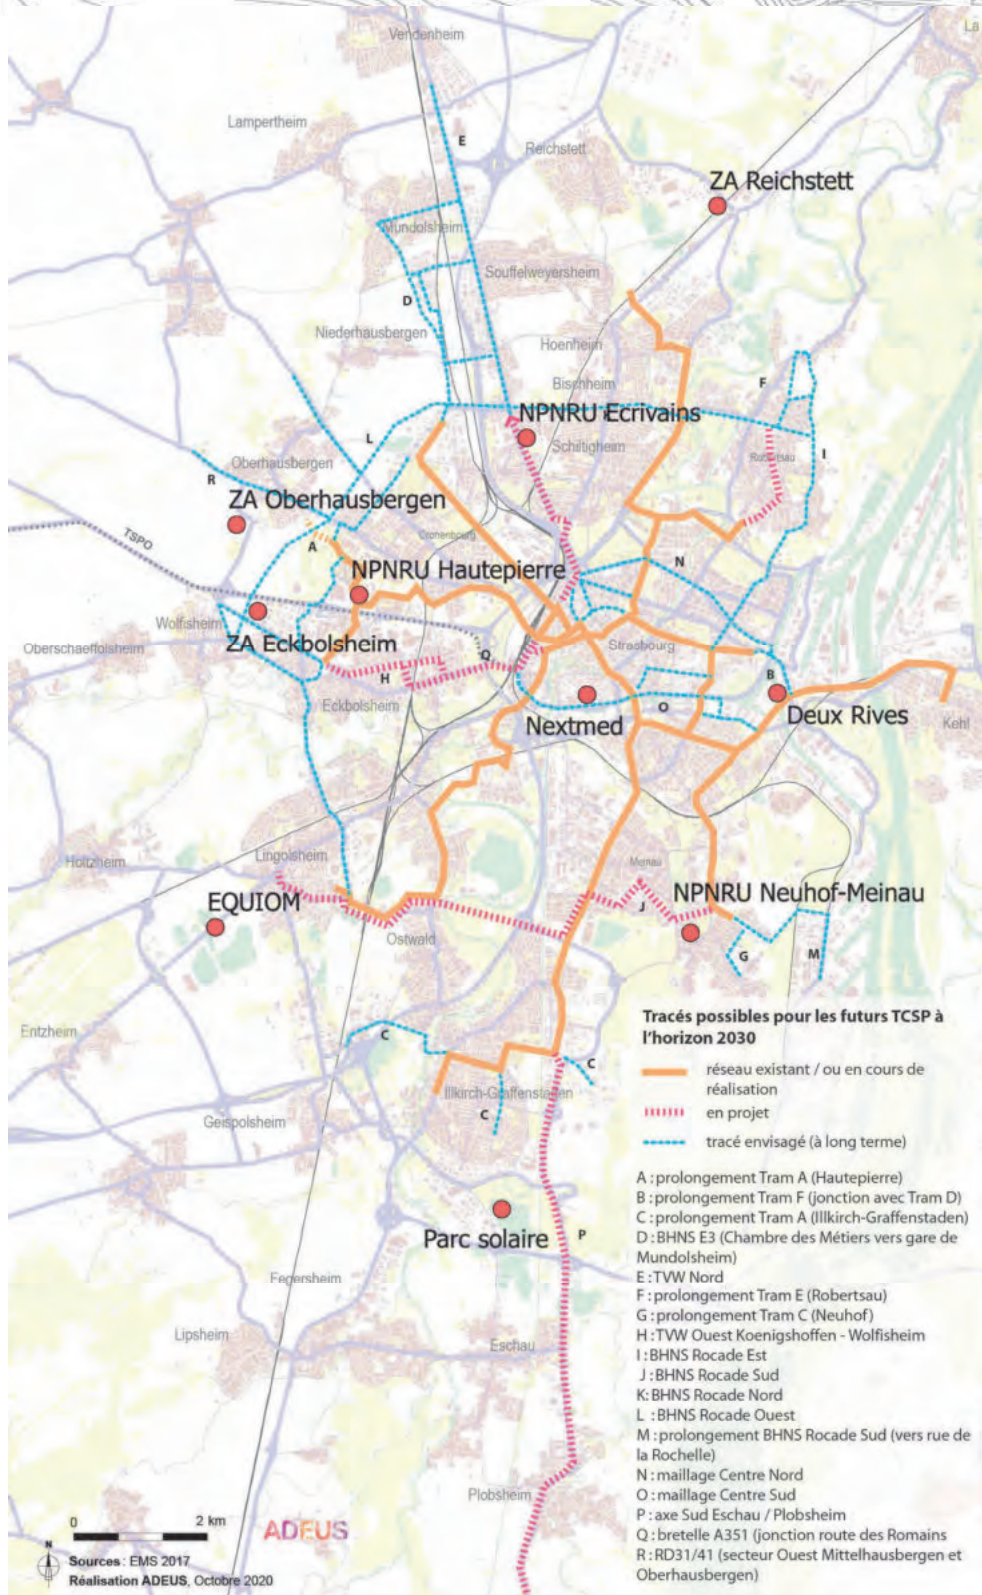 La
Vendenheim
Lampertheim
E
Reichstett
ZA Reichstett
Mundolsheim
Souffelweyersheim
D
Niederhausbergen
Hoenheim
Bischheim
F
NPNRU Ecrivains
L
Schiltigheim
Oberhausbergen
Robertsau
I
R
ZA Oberhausbergen
TSPO
Cronenbourg
A
N
NPNRU Hautepierre
Wolfisheim
Oberschaeffolsheim
ZA Eckbolsheim
Strasbourg
Q
H
B
Eckbolsheim
O
Nextmed
Deux Rives
Kehl
Holtzheim
Lingolsheim
Meinau
NPNRU Neuhof-Meinau
EQUIOM
J
Ostwald
G
M
Entzheim
C
C
Illkirch-Graffenstaden
C
Geispolsheim
Parc solaire
P
Fegersheim
Lipsheim
Eschau
Plobsheim
Tracés possibles pour les futurs TCSP à
l'horizon 2030
réseau existant / ou en cours de
réalisation
en projet
tracé envisagé (à long terme)
A : prolongement Tram A (Hautepierre)
B : prolongement Tram F (jonction avec Tram D)
C : prolongement Tram A (Illkirch-Graffenstaden)
D : BHNS E3 (Chambre des Métiers vers gare de
Mundolsheim)
E : TVW Nord
F : prolongement Tram E (Robertsau)
G : prolongement Tram C (Neuhof)
H : TVW Ouest Koenigshoffen - Wolfisheim
I : BHNS Rocade Est
J : BHNS Rocade Sud
K: BHNS Rocade Nord
L : BHNS Rocade Ouest
M : prolongement BHNS Rocade Sud (vers rue de
la Rochelle)
N : maillage Centre Nord
O : maillage Centre Sud
P : axe Sud Eschau / Plobsheim
Q : bretelle A351 (jonction route des Romains
R : RD31/41 (secteur Ouest Mittelhausbergen et
Oberhausbergen)
0 2 km
ADEUS
N
Sources : EMS 2017
Réalisation ADEUS, Octobre 2020